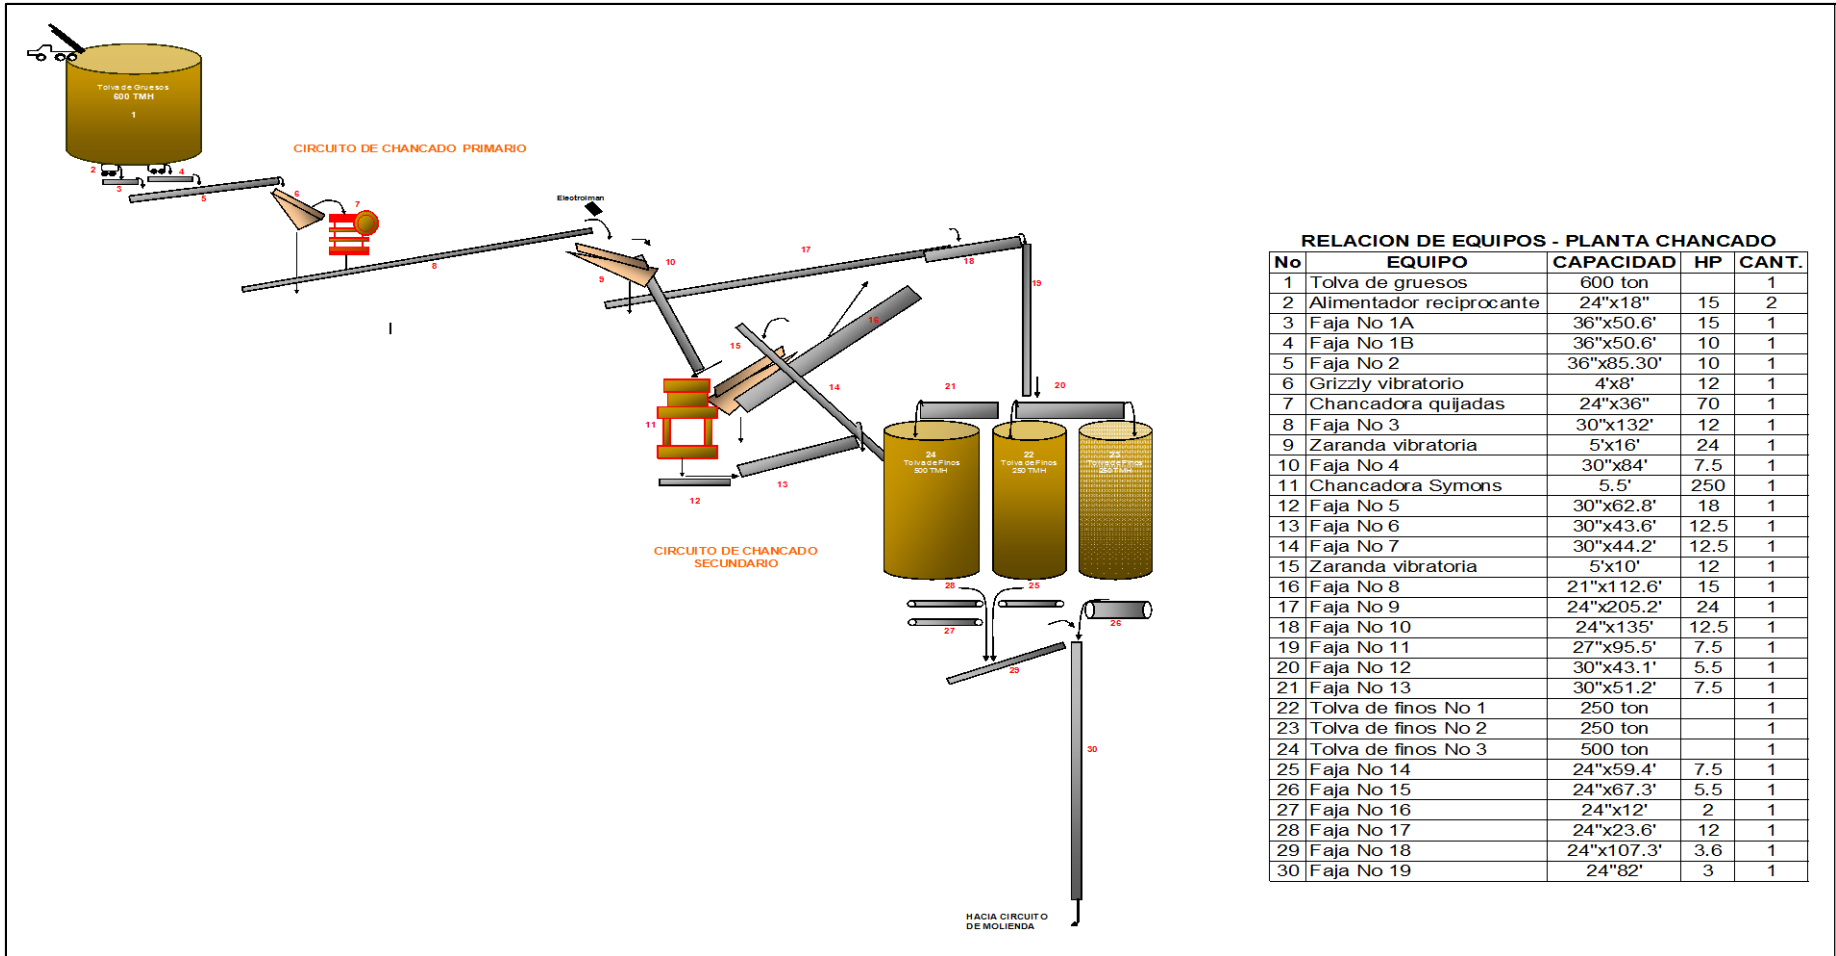 Tolva de Gruesos
600 TMH
1
CIRCUITO DE CHANCADO PRIMARIO
2
3
4
5
6
7
8
Electroiman
9
10
17
18
19
16
15
14
11
12
13
21
20
24
Tolva de Finos
500 TMH
22
Tolva de Finos
250 TMH
23
Tolva de Finos
250 TMH
CIRCUITO DE CHANCADO
SECUNDARIO
28
25
27
26
29
30
HACIA CIRCUITO
DE MOLIENDA
RELACION DE EQUIPOS - PLANTA CHANCADO
No EQUIPO CAPACIDAD HP CANT.
1 Tolva de gruesos 600 ton 1
2 Alimentador reciprocante 24"x18" 15 2
3 Faja No 1A 36"x50.6' 15 1
4 Faja No 1B 36"x50.6' 10 1
5 Faja No 2 36"x85.30' 10 1
6 Grizzly vibratorio 4'x8' 12 1
7 Chancadora quijadas 24"x36" 70 1
8 Faja No 3 30"x132' 12 1
9 Zaranda vibratoria 5'x16' 24 1
10 Faja No 4 30"x84' 7.5 1
11 Chancadora Symons 5.5' 250 1
12 Faja No 5 30"x62.8' 18 1
13 Faja No 6 30"x43.6' 12.5 1
14 Faja No 7 30"x44.2' 12.5 1
15 Zaranda vibratoria 5'x10' 12 1
16 Faja No 8 21"x112.6' 15 1
17 Faja No 9 24"x205.2' 24 1
18 Faja No 10 24"x135' 12.5 1
19 Faja No 11 27"x95.5' 7.5 1
20 Faja No 12 30"x43.1' 5.5 1
21 Faja No 13 30"x51.2' 7.5 1
22 Tolva de finos No 1 250 ton 1
23 Tolva de finos No 2 250 ton 1
24 Tolva de finos No 3 500 ton 1
25 Faja No 14 24"x59.4' 7.5 1
26 Faja No 15 24"x67.3' 5.5 1
27 Faja No 16 24"x12' 2 1
28 Faja No 17 24"x23.6' 12 1
29 Faja No 18 24"x107.3' 3.6 1
30 Faja No 19 24"82' 3 1